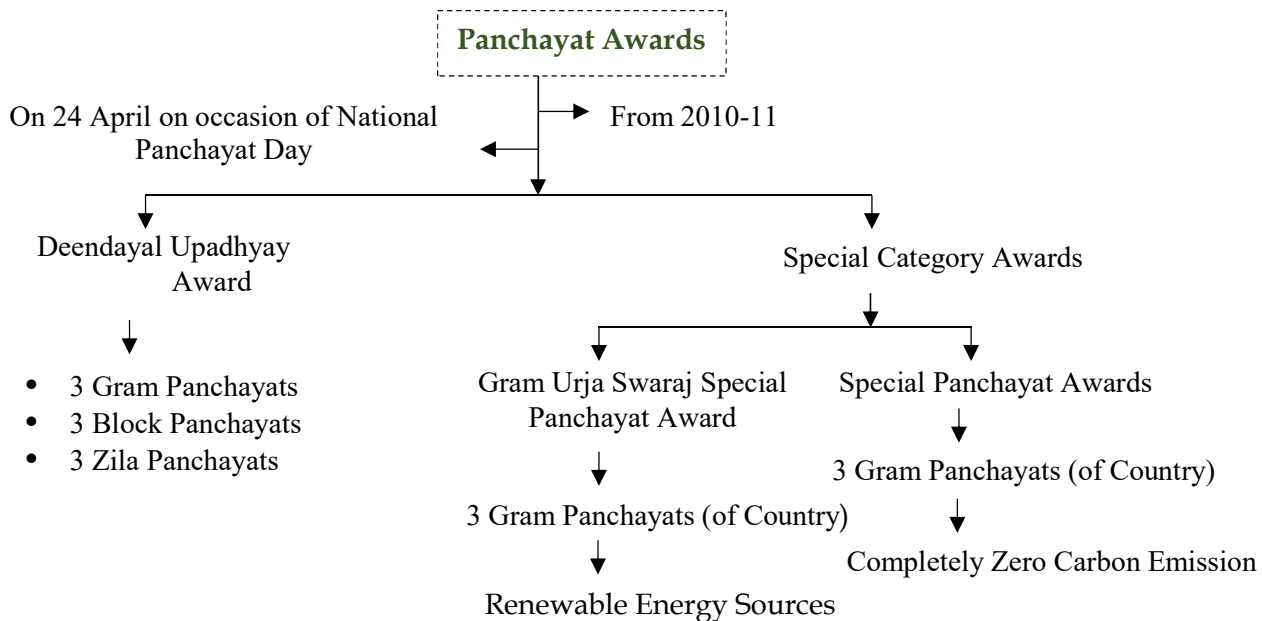 Panchayat Awards
On 24 April on occasion of National
Panchayat Day
From 2010-11
Deendayal Upadhyay
Award
• 3 Gram Panchayats
• 3 Block Panchayats
• 3 Zila Panchayats
Special Category Awards
Gram Urja Swaraj Special
Panchayat Award
3 Gram Panchayats (of Country)
Renewable Energy Sources
Special Panchayat Awards
3 Gram Panchayats (of Country)
Completely Zero Carbon Emission